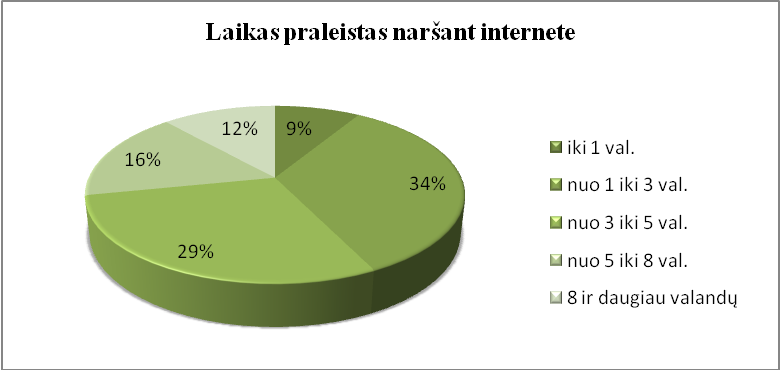 Laikas praleistas naršant internete
12%
9%
16%
34%
29%
iki 1 val.
nuo 1 iki 3 val.
nuo 3 iki 5 val.
nuo 5 iki 8 val.
8 ir daugiau valandų